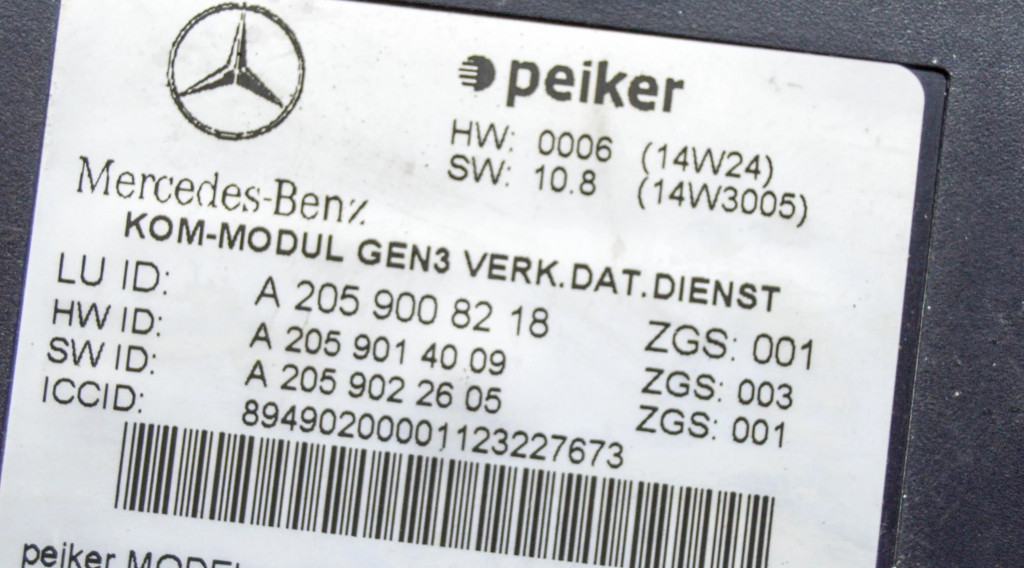 peiker
HW: 0006 (14W24)
SW: 10.8 (14W3005)
Mercedes-Benz
KOM-MODUL GEN3 VERK.DAT.DIENST
LU ID: A 205 900 82 18 ZGS: 001
HW ID: A 205 901 40 09 ZGS: 003
SW ID: A 205 902 26 05 ZGS: 001
ICCID: 89490200001123227673
peiker MODEL